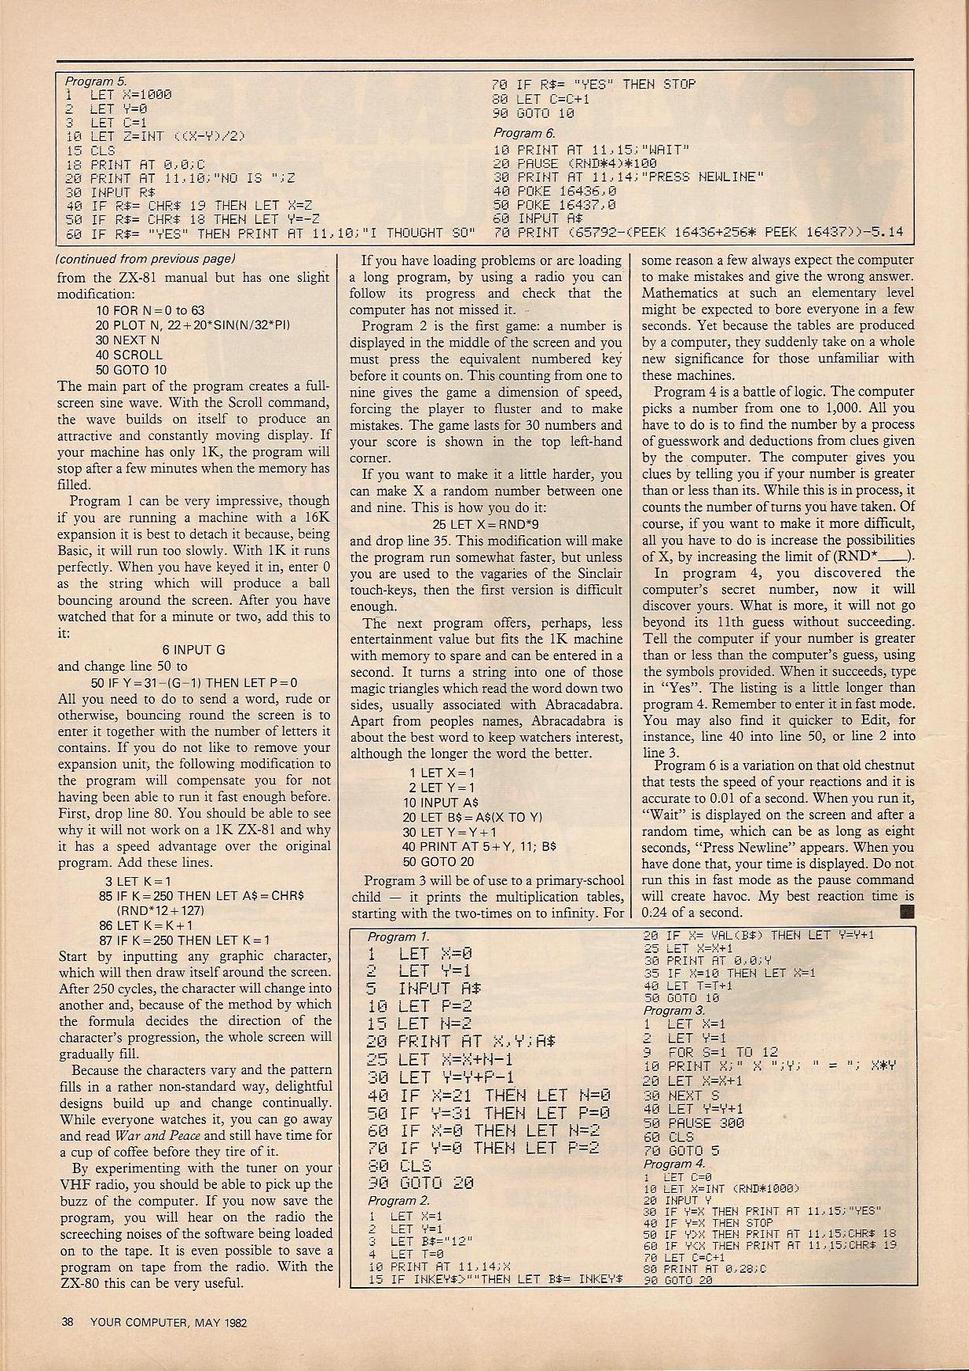 Program 5.
1 LET X=1000
2 LET Y=0
3 LET C=1
10 LET Z=INT ((X-Y)/2)
15 CLS
18 PRINT AT 0,0;C
20 PRINT AT 11,10;"NO IS ";Z
30 INPUT R$
40 IF R$= CHR$ 19 THEN LET X=Z
50 IF R$= CHR$ 18 THEN LET Y=-Z
60 IF R$= "YES" THEN PRINT AT 11,10;"I THOUGHT SO"
70 IF R$= "YES" THEN STOP
80 LET C=C+1
90 GOTO 10
Program 6.
10 PRINT AT 11,15;"WAIT"
20 PAUSE (RND*4)*100
30 PRINT AT 11,14;"PRESS NEWLINE"
40 POKE 16436,0
50 POKE 16437,0
60 INPUT A$
70 PRINT (65792-(PEEK 16436+256* PEEK 16437))-5.14
(continued from previous page)
from the ZX-81 manual but has one slight
modification:
10 FOR N=0 to 63
20 PLOT N, 22+20*SIN(N/32*PI)
30 NEXT N
40 SCROLL
50 GOTO 10
The main part of the program creates a full-
screen sine wave. With the Scroll command,
the wave builds on itself to produce an
attractive and constantly moving display. If
your machine has only 1K, the program will
stop after a few minutes when the memory has
filled.
Program 1 can be very impressive, though
if you are running a machine with a 16K
expansion it is best to detach it because, being
Basic, it will run too slowly. With 1K it runs
perfectly. When you have keyed it in, enter 0
as the string which will produce a ball
bouncing around the screen. After you have
watched that for a minute or two, add this to
it:
6 INPUT G
and change line 50 to
50 IF Y=31-(G-1) THEN LET P=0
All you need to do to send a word, rude or
otherwise, bouncing round the screen is to
enter it together with the number of letters it
contains. If you do not like to remove your
expansion unit, the following modification to
the program will compensate you for not
having been able to run it fast enough before.
First, drop line 80. You should be able to see
why it will not work on a 1K ZX-81 and why
it has a speed advantage over the original
program. Add these lines.
3 LET K=1
85 IF K=250 THEN LET A$=CHR$
(RND*12+127)
86 LET K=K+1
87 IF K=250 THEN LET K=1
Start by inputting any graphic character,
which will then draw itself around the screen.
After 250 cycles, the character will change into
another and, because of the method by which
the formula decides the direction of the
character's progression, the whole screen will
gradually fill.
Because the characters vary and the pattern
fills in a rather non-standard way, delightful
designs build up and change continually.
While everyone watches it, you can go away
and read War and Peace and still have time for
a cup of coffee before they tire of it.
By experimenting with the tuner on your
VHF radio, you should be able to pick up the
buzz of the computer. If you now save the
program, you will hear on the radio the
screeching noises of the software being loaded
on to the tape. It is even possible to save a
program on tape from the radio. With the
ZX-80 this can be very useful.
If you have loading problems or are loading
a long program, by using a radio you can
follow its progress and check that the
computer has not missed it.
Program 2 is the first game: a number is
displayed in the middle of the screen and you
must press the equivalent numbered key
before it counts on. This counting from one to
nine gives the game a dimension of speed,
forcing the player to fluster and to make
mistakes. The game lasts for 30 numbers and
your score is shown in the top left-hand
corner.
If you want to make it a little harder, you
can make X a random number between one
and nine. This is how you do it:
25 LET X=RND*9
and drop line 35. This modification will make
the program run somewhat faster, but unless
you are used to the vagaries of the Sinclair
touch-keys, then the first version is difficult
enough.
The next program offers, perhaps, less
entertainment value but fits the 1K machine
with memory to spare and can be entered in a
second. It turns a string into one of those
magic triangles which read the word down two
sides, usually associated with Abracadabra.
Apart from peoples names, Abracadabra is
about the best word to keep watchers interest,
although the longer the word the better.
1 LET X=1
2 LET Y=1
10 INPUT A$
20 LET B$=A$(X TO Y)
30 LET Y=Y+1
40 PRINT AT 5+Y, 11; B$
50 GOTO 20
Program 3 will be of use to a primary-school
child — it prints the multiplication tables,
starting with the two-times on to infinity. For
some reason a few always expect the computer
to make mistakes and give the wrong answer.
Mathematics at such an elementary level
might be expected to bore everyone in a few
seconds. Yet because the tables are produced
by a computer, they suddenly take on a whole
new significance for those unfamiliar with
these machines.
Program 4 is a battle of logic. The computer
picks a number from one to 1,000. All you
have to do is to find the number by a process
of guesswork and deductions from clues given
by the computer. The computer gives you
clues by telling you if your number is greater
than or less than its. While this is in process, it
counts the number of turns you have taken. Of
course, if you want to make it more difficult,
all you have to do is increase the possibilities
of X, by increasing the limit of (RND*____).
In program 4, you discovered the
computer's secret number, now it will
discover yours. What is more, it will not go
beyond its 11th guess without succeeding.
Tell the computer if your number is greater
than or less than the computer's guess, using
the symbols provided. When it succeeds, type
in "Yes". The listing is a little longer than
program 4. Remember to enter it in fast mode.
You may also find it quicker to Edit, for
instance, line 40 into line 50, or line 2 into
line 3.
Program 6 is a variation on that old chestnut
that tests the speed of your reactions and it is
accurate to 0.01 of a second. When you run it,
"Wait" is displayed on the screen and after a
random time, which can be as long as eight
seconds, "Press Newline" appears. When you
have done that, your time is displayed. Do not
run this in fast mode as the pause command
will create havoc. My best reaction time is
0.24 of a second.
Program 1.
1 LET X=0
2 LET Y=1
5 INPUT A$
10 LET P=2
15 LET N=2
20 PRINT AT X,Y;A$
25 LET X=X+N-1
30 LET Y=Y+P-1
40 IF X=21 THEN LET N=0
50 IF Y=31 THEN LET P=0
60 IF X=0 THEN LET N=2
70 IF Y=0 THEN LET P=2
80 CLS
90 GOTO 20
Program 2.
1 LET X=1
2 LET Y=1
3 LET B$="12"
4 LET T=0
10 PRINT AT 11,14;X
15 IF INKEY$>""THEN LET B$= INKEY$
20 IF X= VAL(B$) THEN LET Y=Y+1
25 LET X=X+1
30 PRINT AT 0,0;Y
35 IF X=10 THEN LET X=1
40 LET T=T+1
50 GOTO 10
Program 3.
1 LET X=1
2 LET Y=1
9 FOR S=1 TO 12
10 PRINT X;" X ";Y; " = "; X*Y
20 LET X=X+1
30 NEXT S
40 LET Y=Y+1
50 PAUSE 300
60 CLS
70 GOTO 5
Program 4.
1 LET C=0
10 LET X=INT (RND*1000)
20 INPUT Y
30 IF Y=X THEN PRINT AT 11,15;"YES"
40 IF Y=X THEN STOP
50 IF Y>X THEN PRINT AT 11,15;CHR$ 18
60 IF Y<X THEN PRINT AT 11,15;CHR$ 19
70 LET C=C+1
80 PRINT AT 0,28;C
90 GOTO 20
38 YOUR COMPUTER, MAY 1982